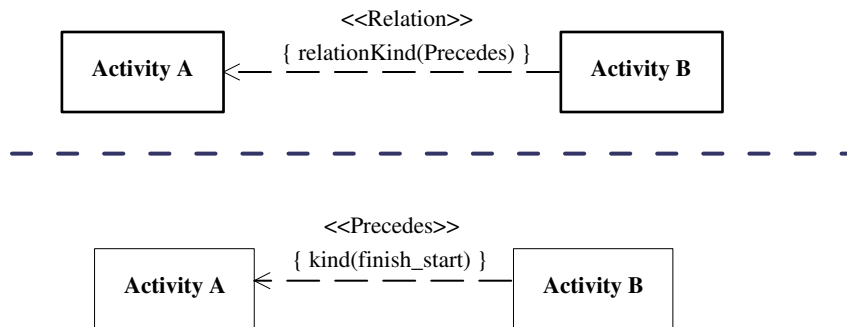 <<Relation>>
{ relationKind(Precedes) }
Activity A
Activity B
<<Precedes>>
{ kind(finish_start) }
Activity A
Activity B